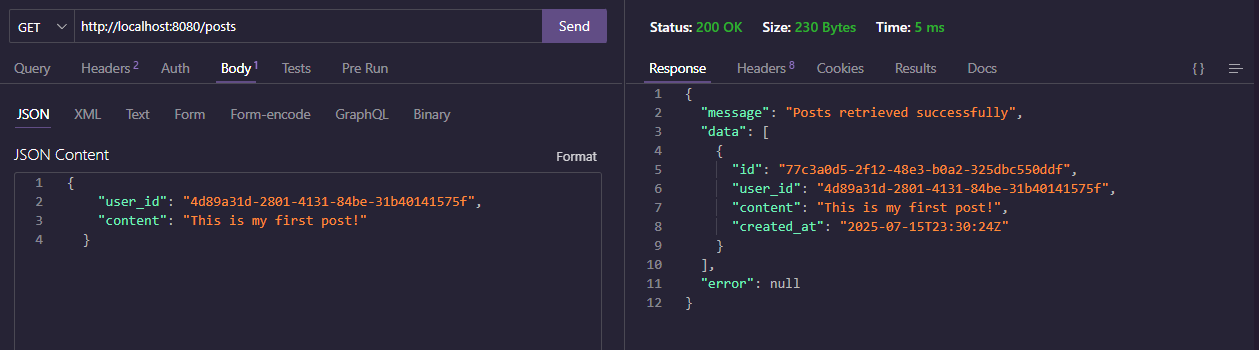 GET http://localhost:8080/posts Send
Query Headers 2 Auth Body 1 Tests Pre Run
JSON XML Text Form Form-encode GraphQL Binary
JSON Content Format
1 {
2 "user_id": "4d89a31d-2801-4131-84be-31b40141575f",
3 "content": "This is my first post!"
4 }
Status: 200 OK Size: 230 Bytes Time: 5 ms
Response Headers 8 Cookies Results Docs { }
1 {
2 "message": "Posts retrieved successfully",
3 "data": [
4 {
5 "id": "77c3a0d5-2f12-48e3-b0a2-325dbc550ddf",
6 "user_id": "4d89a31d-2801-4131-84be-31b40141575f",
7 "content": "This is my first post!",
8 "created_at": "2025-07-15T23:30:24Z"
9 }
10 ],
11 "error": null
12 }